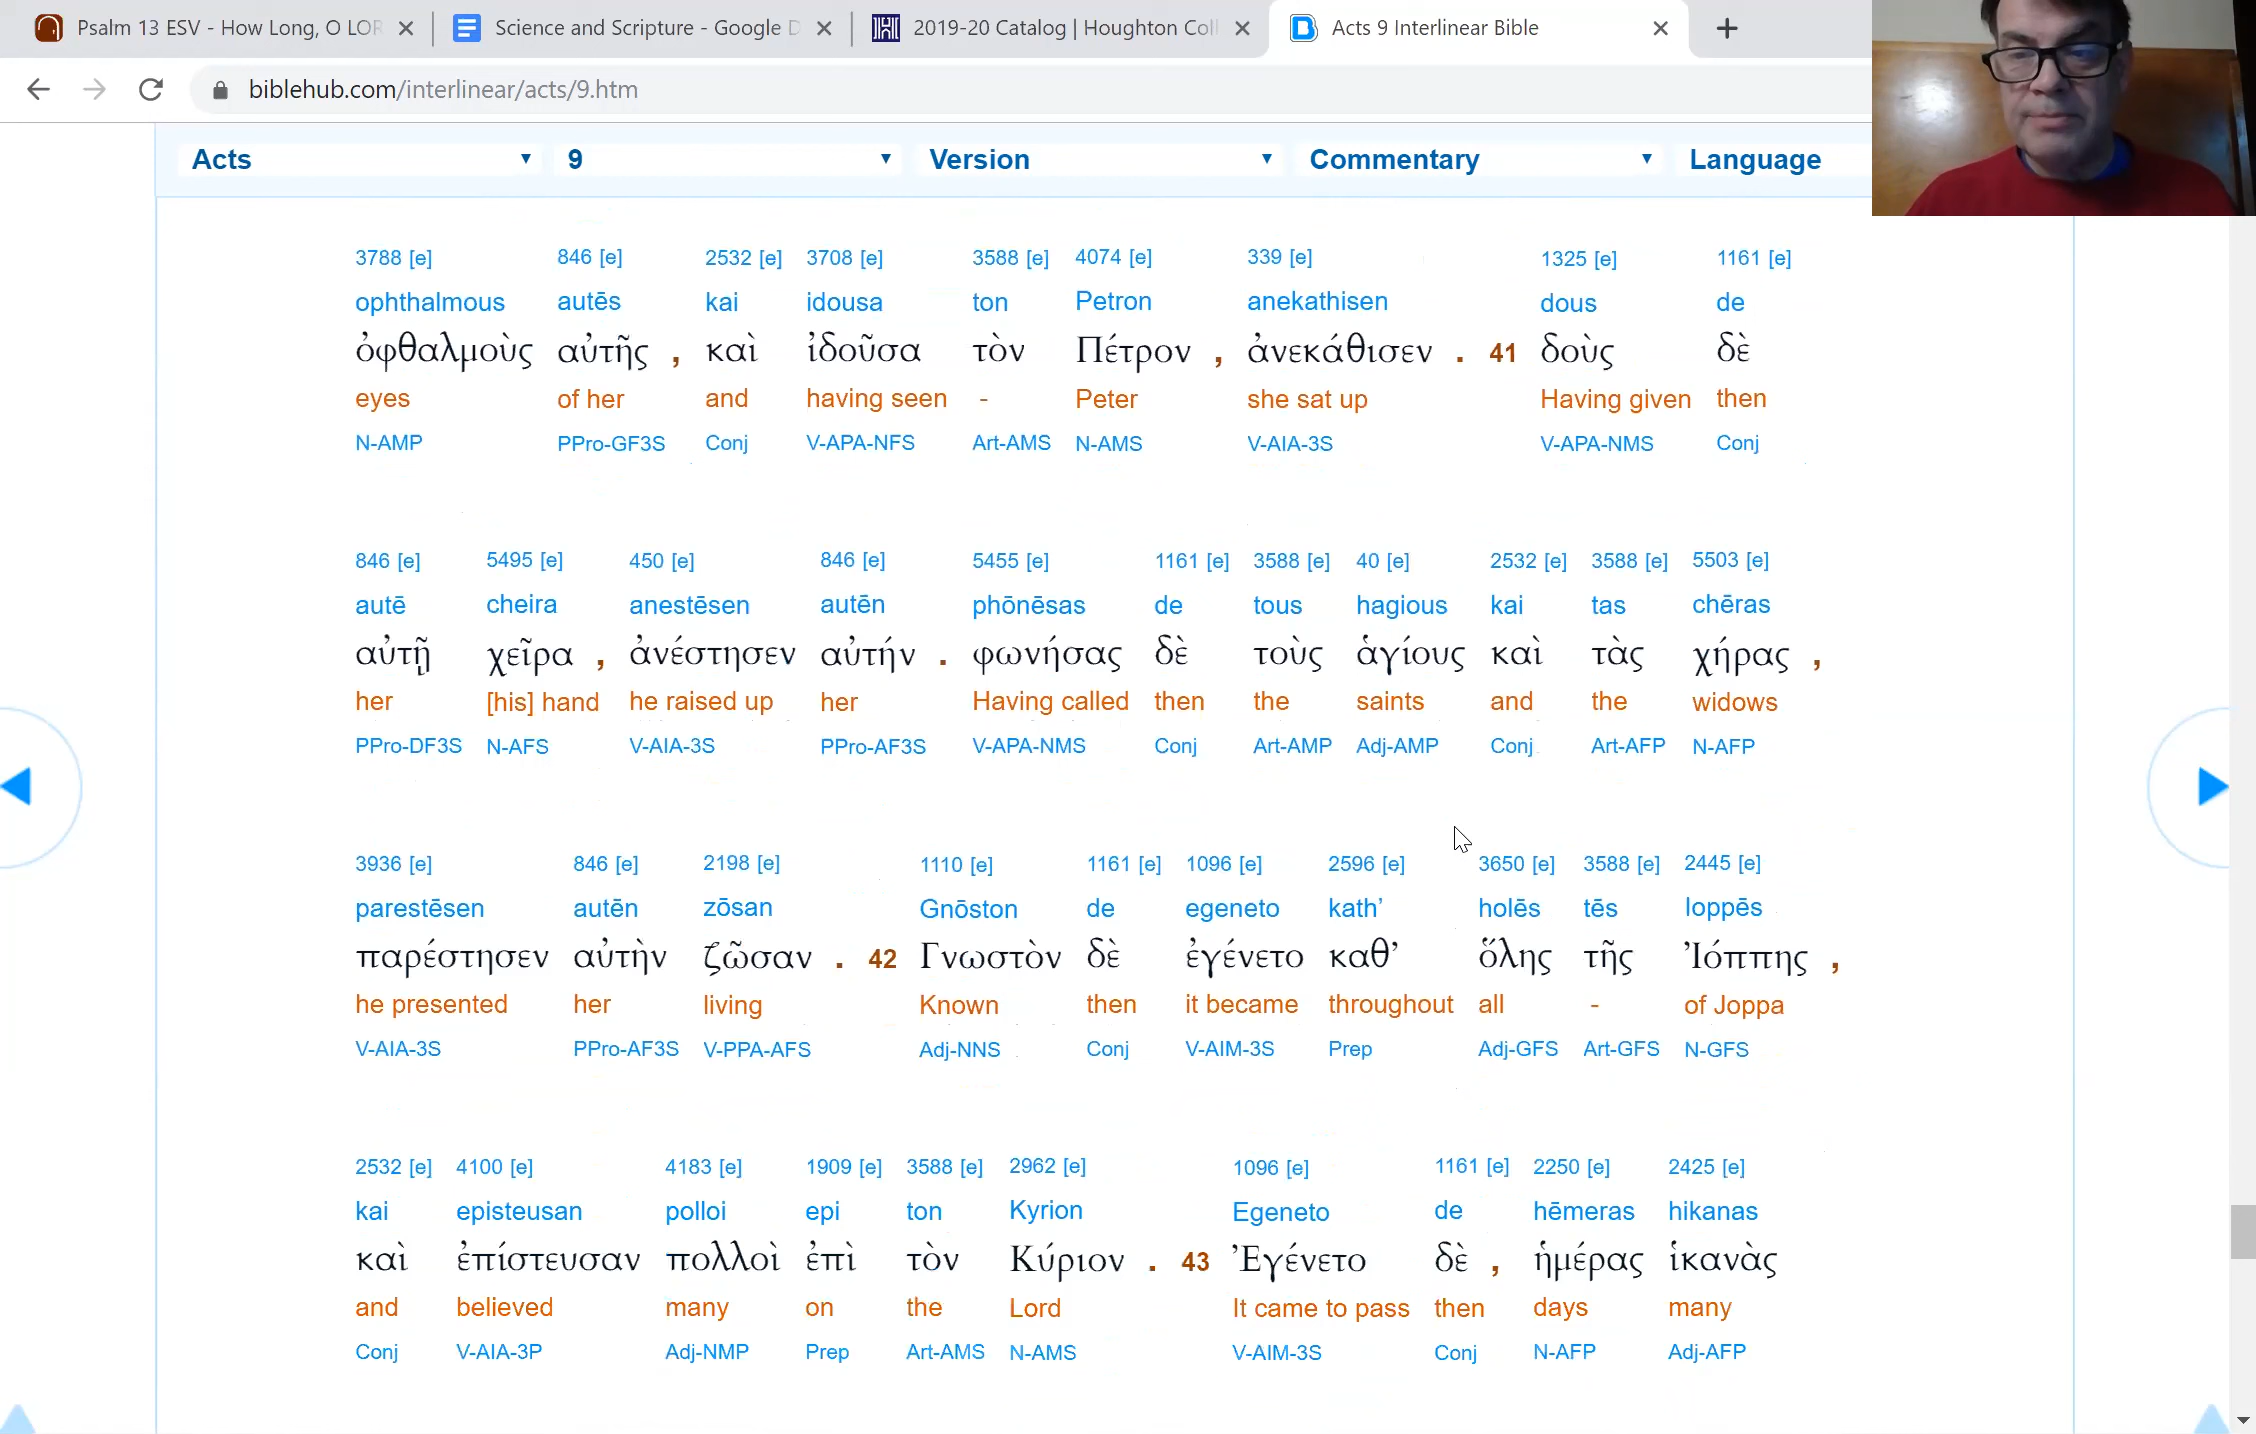 Psalm 13 ESV - How Long, O LOR
Science and Scripture - Google D
2019-20 Catalog | Houghton Coll
Acts 9 Interlinear Bible
biblehub.com/interlinear/acts/9.htm
Acts 9 Version Commentary Language
3788 [e] 846 [e] 2532 [e] 3708 [e] 3588 [e] 4074 [e] 339 [e] 1325 [e] 1161 [e]
ophthalmous autēs kai idousa ton Petron anekathisen dous de
ὀφθαλμοὺς αὐτῆς , καὶ ἰδοῦσα τὸν Πέτρον , ἀνεκάθισεν . 41 δοὺς δὲ
eyes of her and having seen - Peter she sat up Having given then
N-AMP PPro-GF3S Conj V-APA-NFS Art-AMS N-AMS V-AIA-3S V-APA-NMS Conj
846 [e] 5495 [e] 450 [e] 846 [e] 5455 [e] 1161 [e] 3588 [e] 40 [e] 2532 [e] 3588 [e] 5503 [e]
autē cheira anestēsen autēn phōnēsas de tous hagious kai tas chēras
αὐτῇ χεῖρα , ἀνέστησεν αὐτήν . φωνήσας δὲ τοὺς ἁγίους καὶ τὰς χήρας ,
her [his] hand he raised up her Having called then the saints and the widows
PPro-DF3S N-AFS V-AIA-3S PPro-AF3S V-APA-NMS Conj Art-AMP Adj-AMP Conj Art-AFP N-AFP
3936 [e] 846 [e] 2198 [e] 1110 [e] 1161 [e] 1096 [e] 2596 [e] 3650 [e] 3588 [e] 2445 [e]
parestēsen autēn zōsan Gnōston de egeneto kath’ holēs tēs Ioppēs
παρέστησεν αὐτὴν ζῶσαν . 42 Γνωστὸν δὲ ἐγένετο καθ’ ὅλης τῆς Ἰόππης ,
he presented her living Known then it became throughout all - of Joppa
V-AIA-3S PPro-AF3S V-PPA-AFS Adj-NNS Conj V-AIM-3S Prep Adj-GFS Art-GFS N-GFS
2532 [e] 4100 [e] 4183 [e] 1909 [e] 3588 [e] 2962 [e] 1096 [e] 1161 [e] 2250 [e] 2425 [e]
kai episteusan polloi epi ton Kyrion Egeneto de hēmeras hikanas
καὶ ἐπίστευσαν πολλοὶ ἐπὶ τὸν Κύριον . 43 Ἐγένετο δὲ , ἡμέρας ἱκανὰς
and believed many on the Lord It came to pass then days many
Conj V-AIA-3P Adj-NMP Prep Art-AMS N-AMS V-AIM-3S Conj N-AFP Adj-AFP